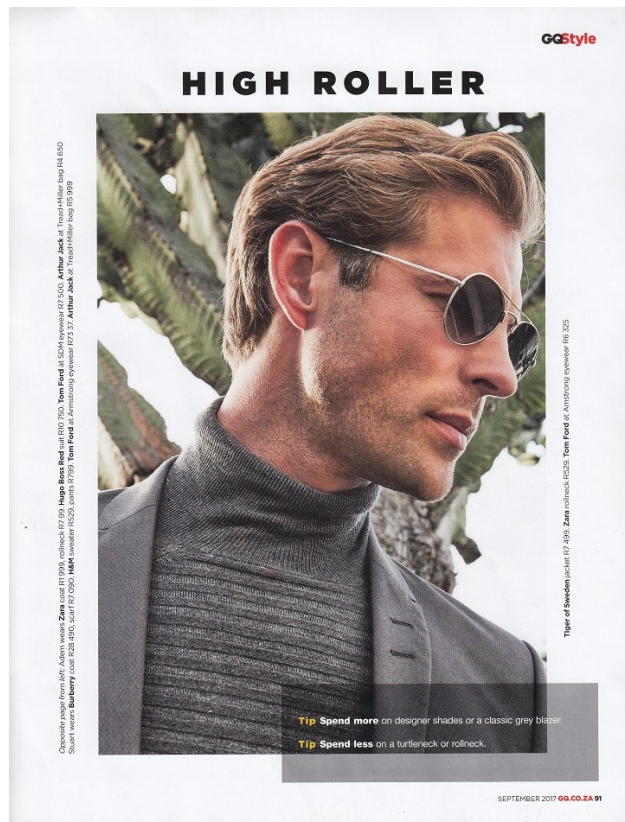 GQStyle
HIGH ROLLER
Opposite page from left: Adem wears Zara coat R1 999, rollneck R7 99. Hugo Boss Red suit R10 750. Tom Ford at SDM eyewear R7 500. Arthur Jack at Tread+Miller bag R4 650
Stuart wears Burberry coat R28 490, scarf R7 090. H&M sweater R529, pants R799. Tom Ford at Armstrong eyewear R73 37. Arthur Jack at Tread+Miller bag R5 999
Tiger of Sweden jacket R7 499. Zara rollneck R529. Tom Ford at Armstrong eyewear R6 325
Tip Spend more on designer shades or a classic grey blazer.
Tip Spend less on a turtleneck or rollneck.
SEPTEMBER 2017 GQ.CO.ZA 91